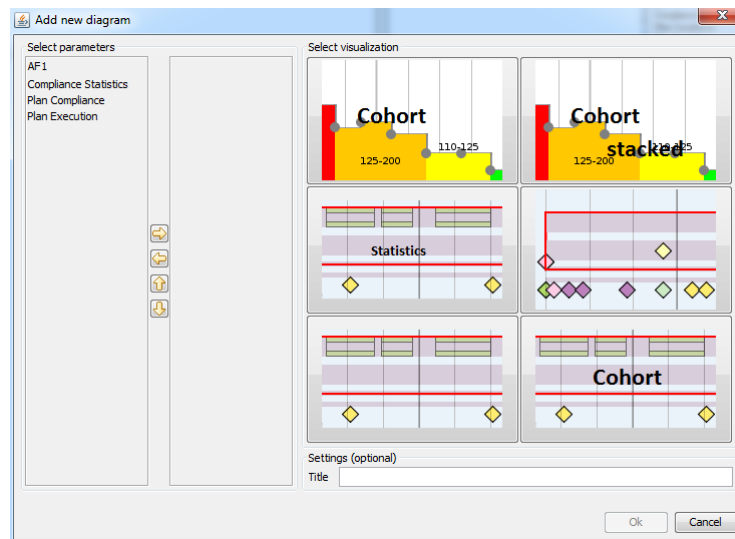 Add new diagram
Select parameters
AF1
Compliance Statistics
Plan Compliance
Plan Execution
Select visualization
Cohort
110-125
125-200
Cohort
stacked
125-200
Statistics
Cohort
Settings (optional)
Title
Ok
Cancel